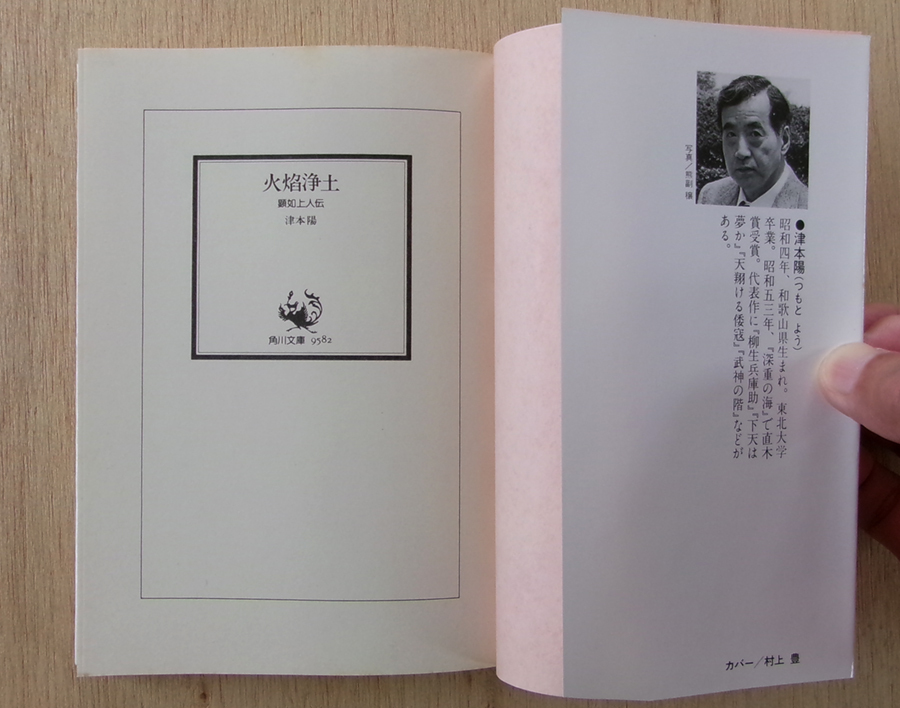 火焔浄土
顕如上人伝
津本陽
角川文庫 9582
写真/熊副 穣
●津本陽(つもと よう)
昭和四年、和歌山県生まれ。東北大学
卒業。昭和五三年、『深重の海』で直木
賞受賞。代表作に『柳生兵庫助』『下天は
夢か』『天翔ける倭寇』『武神の階』などが
ある。
カバー/村上 豊